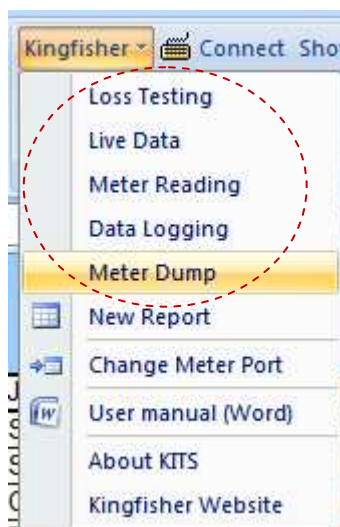 Kingfisher Connect Sho
Loss Testing
Live Data
Meter Reading
Data Logging
Meter Dump
New Report
Change Meter Port
User manual (Word)
About KITS
Kingfisher Website